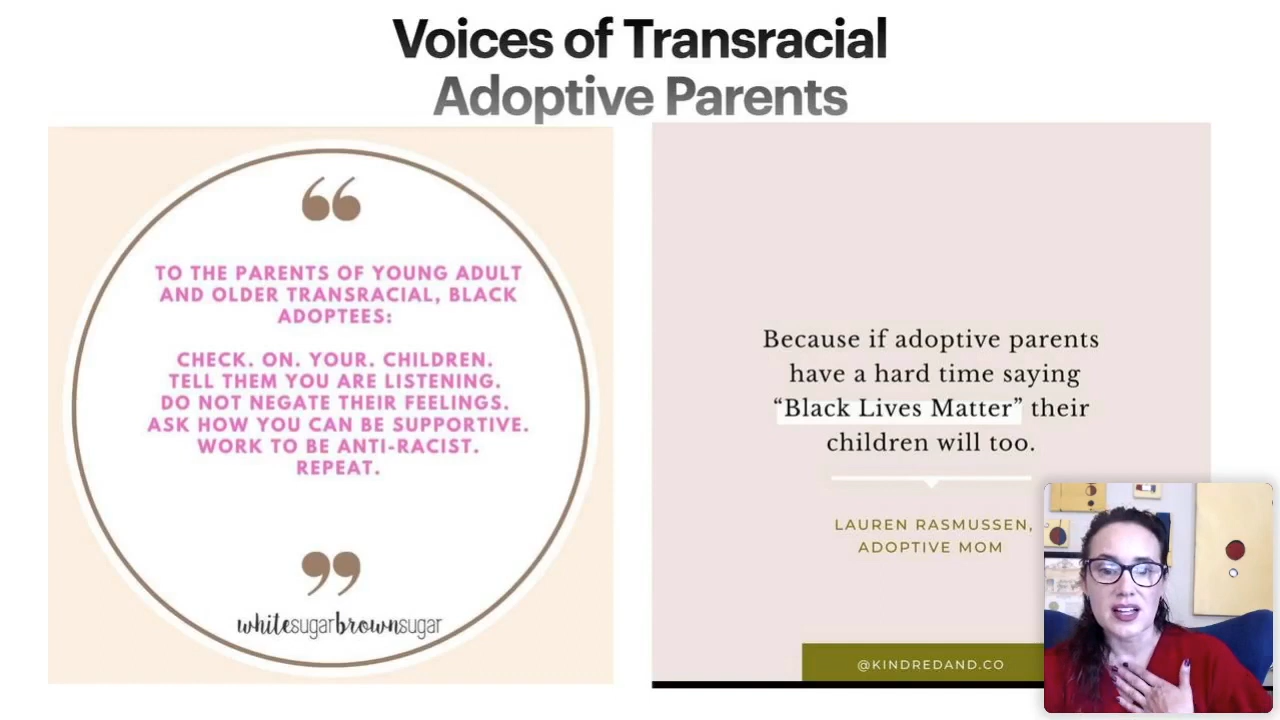 Voices of Transracial
Adoptive Parents
“
TO THE PARENTS OF YOUNG ADULT
AND OLDER TRANSRACIAL, BLACK
ADOPTEES:
CHECK. ON. YOUR. CHILDREN.
TELL THEM YOU ARE LISTENING.
DO NOT NEGATE THEIR FEELINGS.
ASK HOW YOU CAN BE SUPPORTIVE.
WORK TO BE ANTI-RACIST.
REPEAT.
”
whitesugarbrownsugar
Because if adoptive parents
have a hard time saying
“Black Lives Matter” their
children will too.
LAUREN RASMUSSEN,
ADOPTIVE MOM
@KINDREDAND.CO